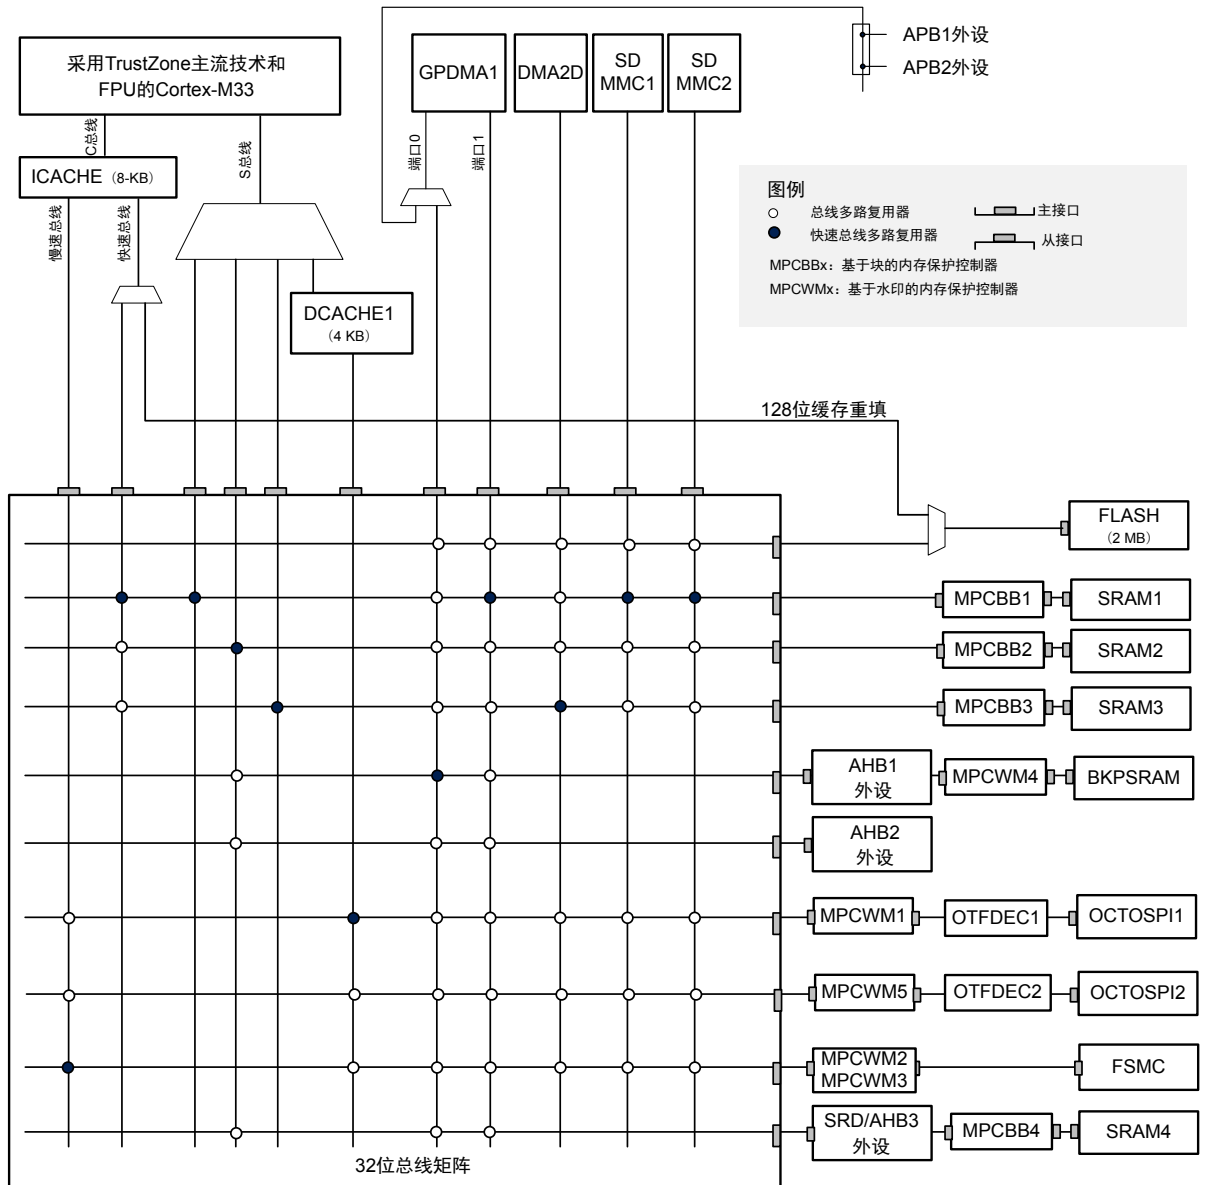 采用TrustZone主流技术和
FPU的Cortex-M33
GPDMA1
DMA2D
SD
MMC1
SD
MMC2
APB1外设
APB2外设
C总线
S总线
端口0
端口1
ICACHE（8-KB）
慢速总线
快速总线
DCACHE1
（4 KB）
图例
总线多路复用器
主接口
快速总线多路复用器
从接口
MPCBBx：基于块的内存保护控制器
MPCWMx：基于水印的内存保护控制器
128位缓存重填
FLASH
（2 MB）
MPCBB1
SRAM1
MPCBB2
SRAM2
MPCBB3
SRAM3
AHB1
外设
MPCWM4
BKPSRAM
AHB2
外设
MPCWM1
OTFDEC1
OCTOSPI1
MPCWM5
OTFDEC2
OCTOSPI2
MPCWM2
MPCWM3
FSMC
SRD/AHB3
外设
MPCBB4
SRAM4
32位总线矩阵